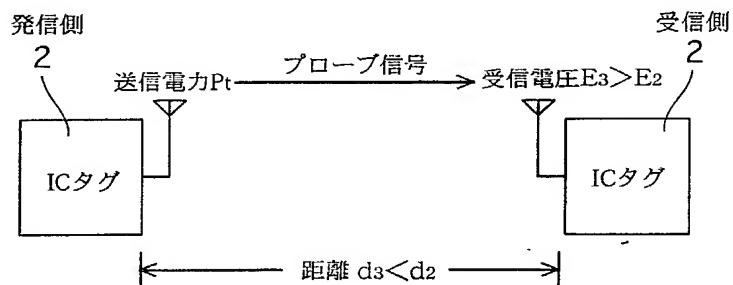 発信側
2
受信側
2
送信電力Pt
プローブ信号
受信電圧E3>E2
ICタグ
ICタグ
距離 d3<d2